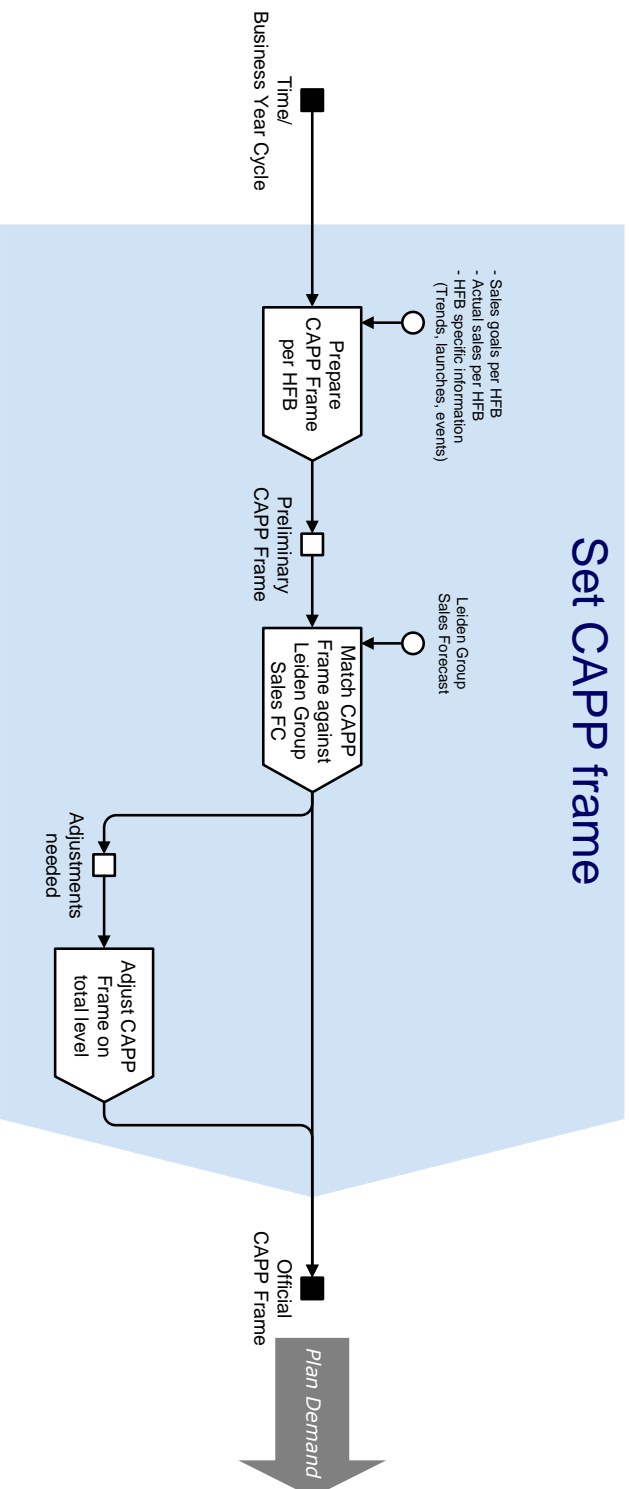 Set CAPP frame
- Sales goals per HFB
- Actual sales per HFB
- HFB specific information
(Trends, launches, events)
Leiden Group
Sales Forecast
Time/
Business Year Cycle
Prepare
CAPP Frame
per HFB
Preliminary
CAPP Frame
Match CAPP
Frame against
Leiden Group
Sales FC
Adjustments
needed
Adjust CAPP
Frame on
total level
Official
CAPP Frame
Plan Demand